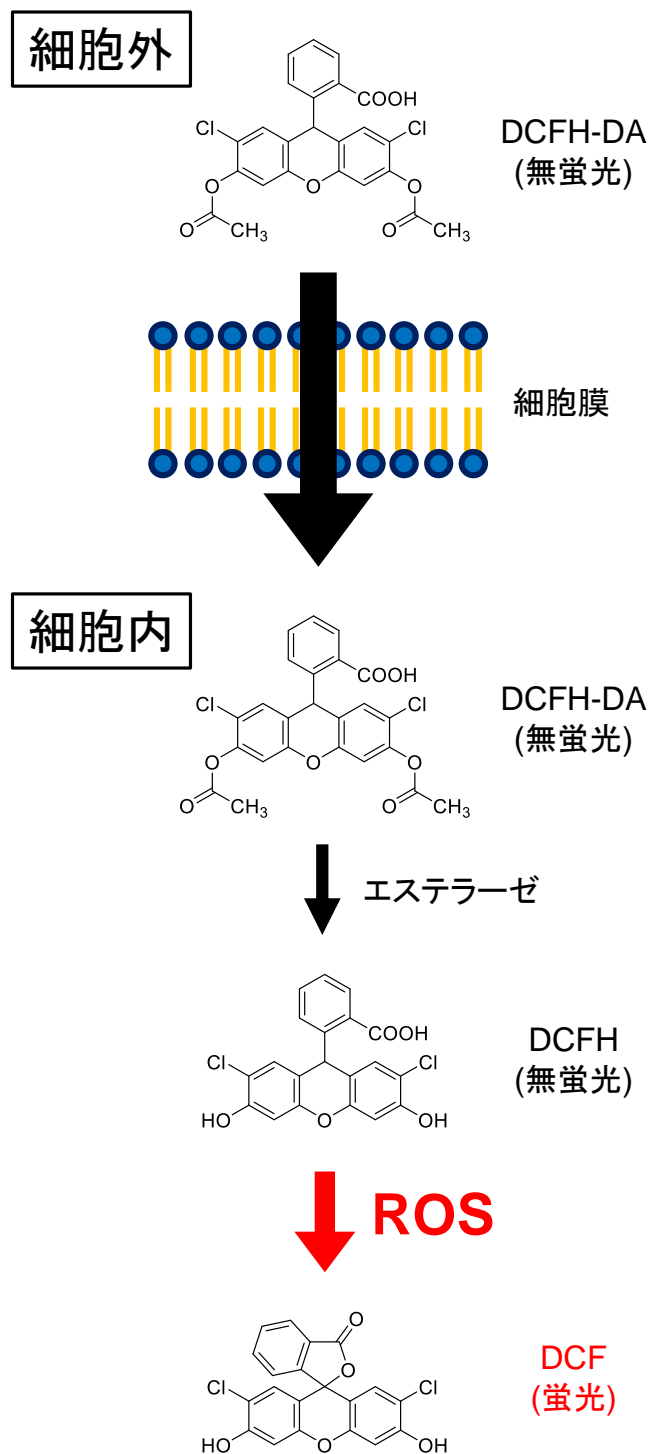 細胞外
COOH
Cl
Cl
O
O
O
O
CH3
O
CH3
DCFH-DA
(無蛍光)
細胞膜
細胞内
COOH
Cl
Cl
O
O
O
O
CH3
O
CH3
DCFH-DA
(無蛍光)
エステラーゼ
COOH
Cl
Cl
HO
O
OH
DCFH
(無蛍光)
ROS
O
O
Cl
Cl
HO
O
OH
DCF
(蛍光)